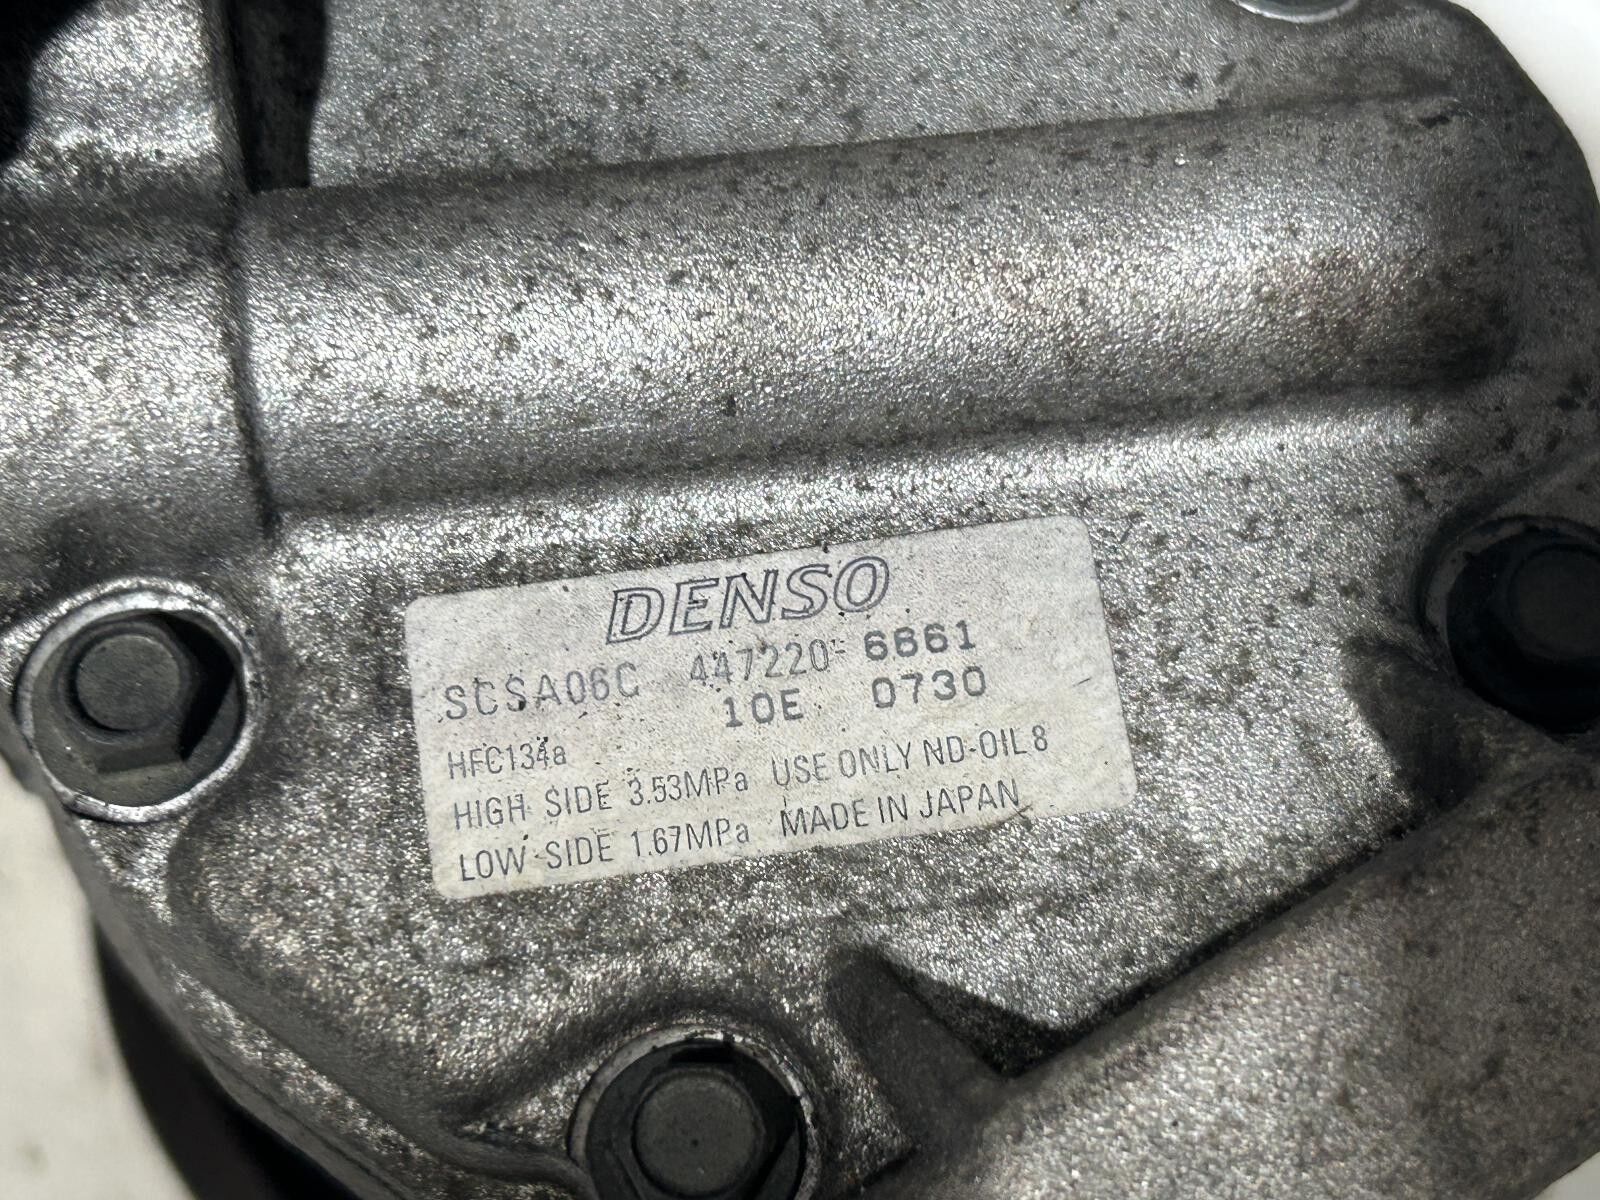 DENSO
SCSA06C 447220-6661
10E 0730
HFC134a
HIGH SIDE 3.53MPa USE ONLY ND-OIL 8
LOW SIDE 1.67MPa MADE IN JAPAN